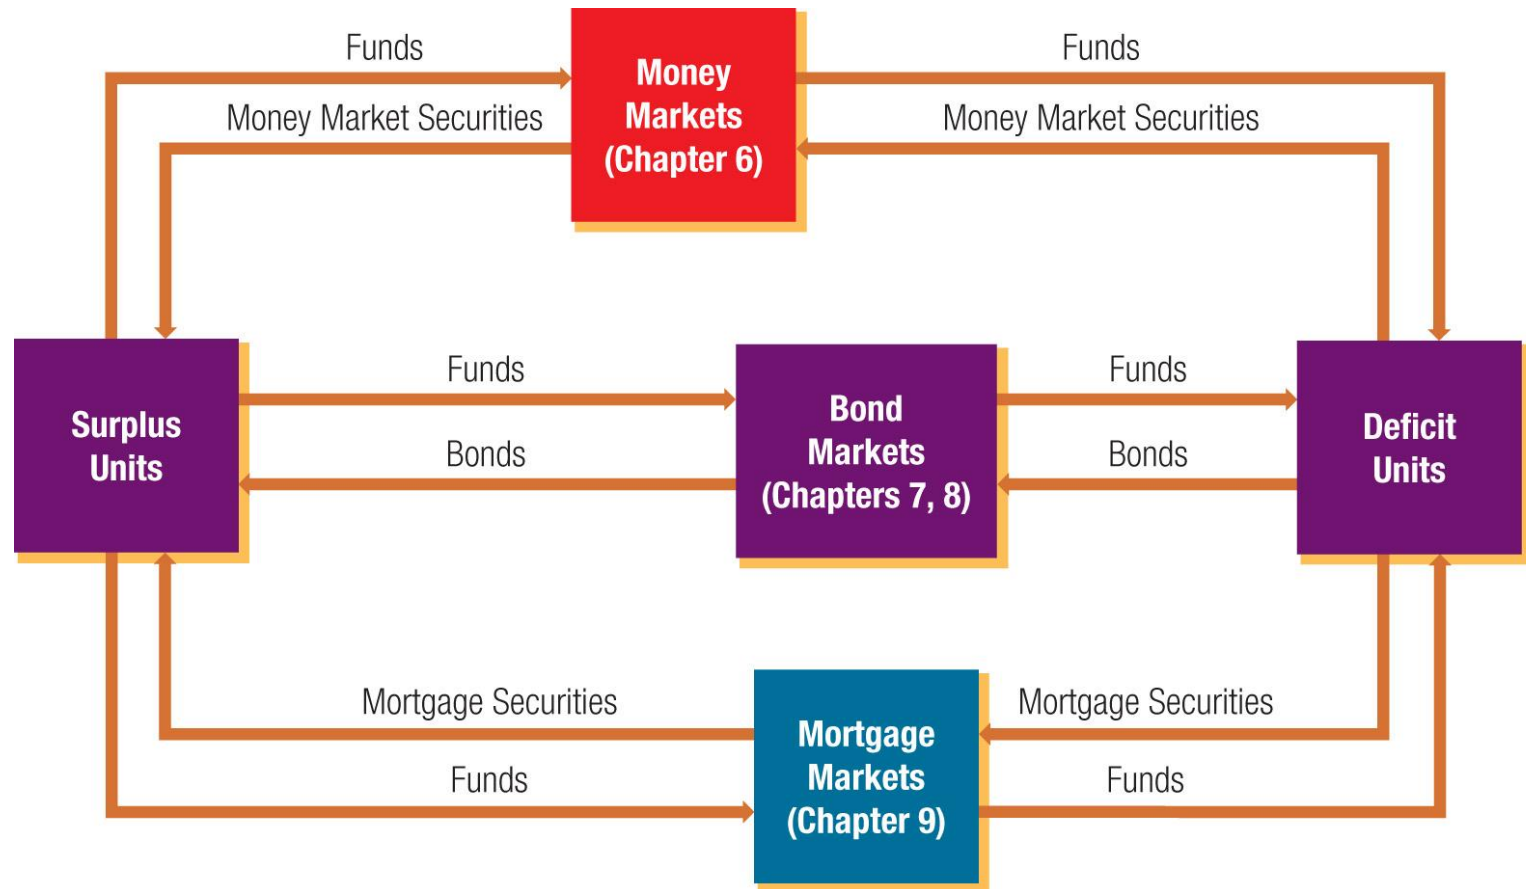 Funds
Money
Markets
(Chapter 6)
Funds
Money Market Securities
Money Market Securities
Surplus
Units
Funds
Bonds
Bond
Markets
(Chapters 7, 8)
Funds
Bonds
Deficit
Units
Mortgage Securities
Funds
Mortgage
Markets
(Chapter 9)
Mortgage Securities
Funds